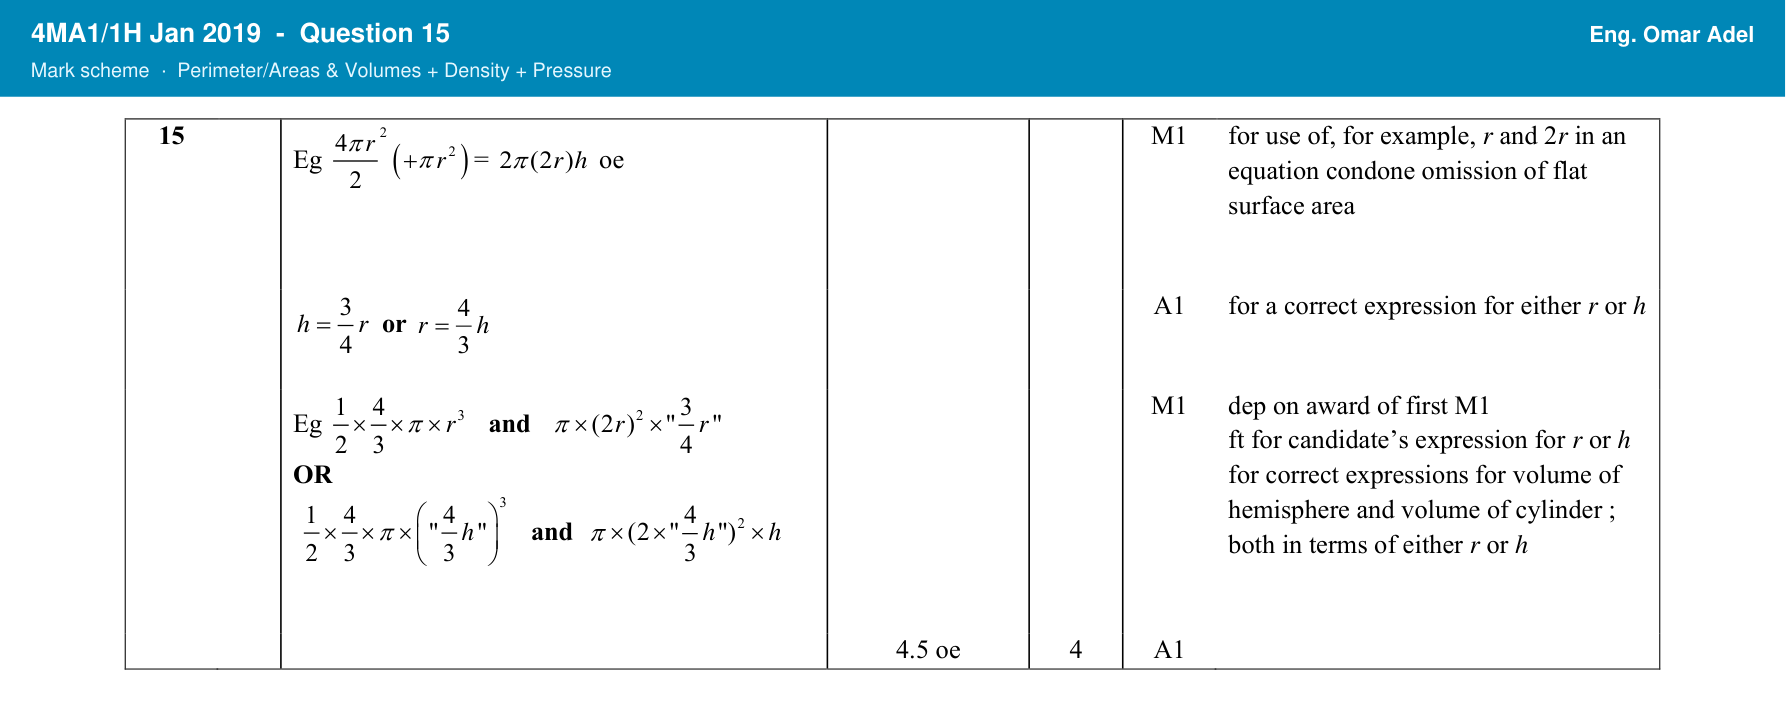 4MA1/1H Jan 2019 - Question 15
Eng. Omar Adel
Mark scheme · Perimeter/Areas & Volumes + Density + Pressure
15
Eg 4πr²/2 (+πr²) = 2π(2r)h oe
M1 for use of, for example, r and 2r in an
equation condone omission of flat
surface area
h = 3/4 r or r = 4/3 h
A1 for a correct expression for either r or h
Eg 1/2 × 4/3 × π × r³ and π × (2r)² × "3/4 r"
OR
1/2 × 4/3 × π × ("4/3 h")³ and π × (2 × "4/3 h")² × h
M1 dep on award of first M1
ft for candidate’s expression for r or h
for correct expressions for volume of
hemisphere and volume of cylinder ;
both in terms of either r or h
4.5 oe 4 A1